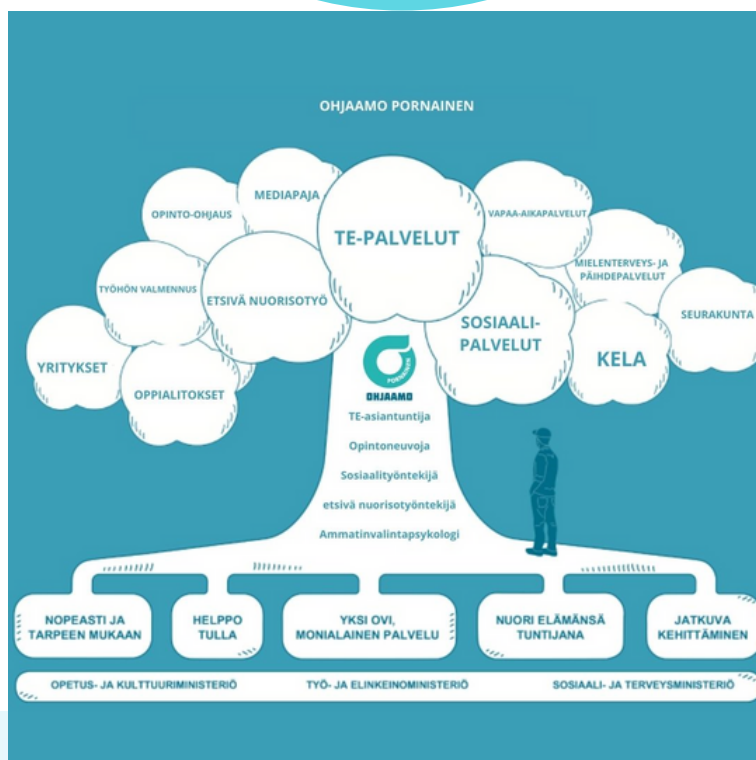 OHJAAMO PORNAINEN
MEDIAPAJA
OPINTO-OHJAUS
TE-PALVELUT
VAPAA-AIKAPALVELUT
MIELENTERVEYS- JA
PÄIHDEPALVELUT
TYÖHÖN VALMENNUS
ETSIVÄ NUORISOTYÖ
SOSIAALI-
PALVELUT
SEURAKUNTA
YRITYKSET
KELA
OPPIALITOKSET
PORNAINEN
OHJAAMO
TE-asiantuntija
Opintoneuvoja
Sosiaalityöntekijä
etsivä nuorisotyöntekijä
Ammatinvalintapsykologi
NOPEASTI JA
TARPEEN MUKAAN
HELPPO
TULLA
YKSI OVI,
MONIALAINEN PALVELU
NUORI ELÄMÄNSÄ
TUNTIJANA
JATKUVA
KEHITTÄMINEN
OPETUS- JA KULTTUURIMINISTERIÖ
TYÖ- JA ELINKEINOMINISTERIÖ
SOSIAALI- JA TERVEYSMINISTERIÖ